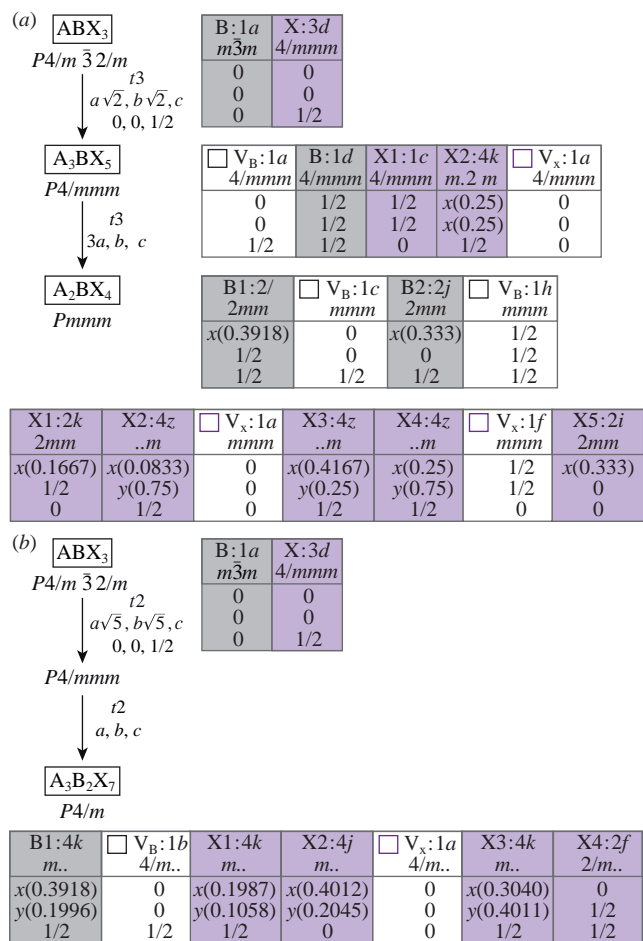 (a)
ABX₃
P4/m 3̄ 2/m
t3
a√2, b√2, c
0, 0, 1/2
A₃BX₅
P4/mmm
t3
3a, b, c
A₂BX₄
Pmmm
B:1a X:3d
m3̄m 4/mmm
0 0
0 0
0 1/2
V_B:1a B:1d X1:1c X2:4k V_x:1a
4/mmm 4/mmm 4/mmm m.2 m 4/mmm
0 1/2 1/2 x(0.25) 0
0 1/2 1/2 x(0.25) 0
1/2 1/2 0 1/2 0
B1:2/ V_B:1c B2:2j V_B:1h
2mm mmm 2mm mmm
x(0.3918) 0 x(0.333) 1/2
1/2 0 0 1/2
1/2 1/2 1/2 1/2
X1:2k X2:4z V_x:1a X3:4z X4:4z V_x:1f X5:2i
2mm ..m mmm ..m ..m mmm 2mm
x(0.1667) x(0.0833) 0 x(0.4167) x(0.25) 1/2 x(0.333)
1/2 y(0.75) 0 y(0.25) y(0.75) 1/2 0
0 1/2 0 1/2 1/2 0 0
(b)
ABX₃
P4/m 3̄ 2/m
t2
a√5, b√5, c
0, 0, 1/2
P4/mmm
t2
a, b, c
A₃B₂X₇
P4/m
B:1a X:3d
m3̄m 4/mmm
0 0
0 0
0 1/2
B1:4k V_B:1b X1:4k X2:4j V_x:1a X3:4k X4:2f
m.. 4/m.. m.. m.. 4/m.. m.. 2/m..
x(0.3918) 0 x(0.1987) x(0.4012) 0 x(0.3040) 0
y(0.1996) 0 y(0.1058) y(0.2045) 0 y(0.4011) 1/2
1/2 1/2 1/2 0 0 1/2 1/2